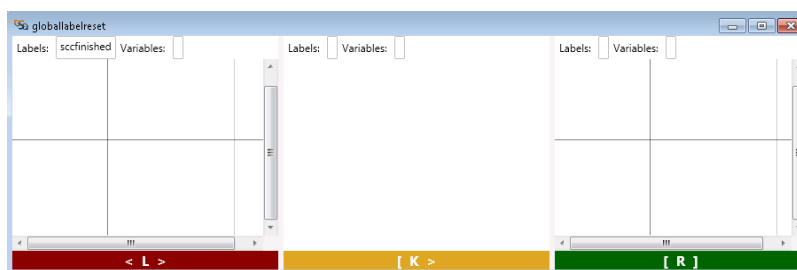 globallabelreset
Labels: sccfinished Variables:
Labels: Variables:
Labels: Variables:
< L >
[ K >
[ R ]